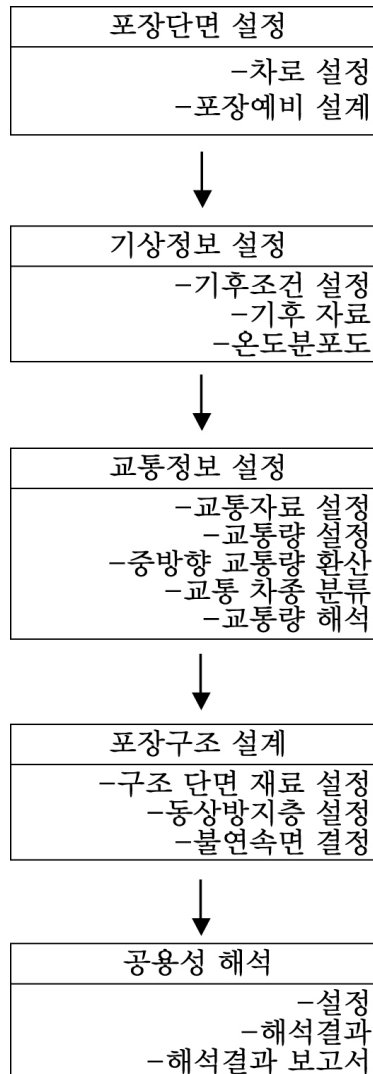 포장단면 설정
-차로 설정
-포장예비 설계
기상정보 설정
-기후조건 설정
-기후 자료
-온도분포도
교통정보 설정
-교통자료 설정
-교통량 설정
-중방향 교통량 환산
-교통 차종 분류
-교통량 해석
포장구조 설계
-구조 단면 재료 설정
-동상방지층 설정
-불연속면 결정
공용성 해석
-설정
-해석결과
-해석결과 보고서